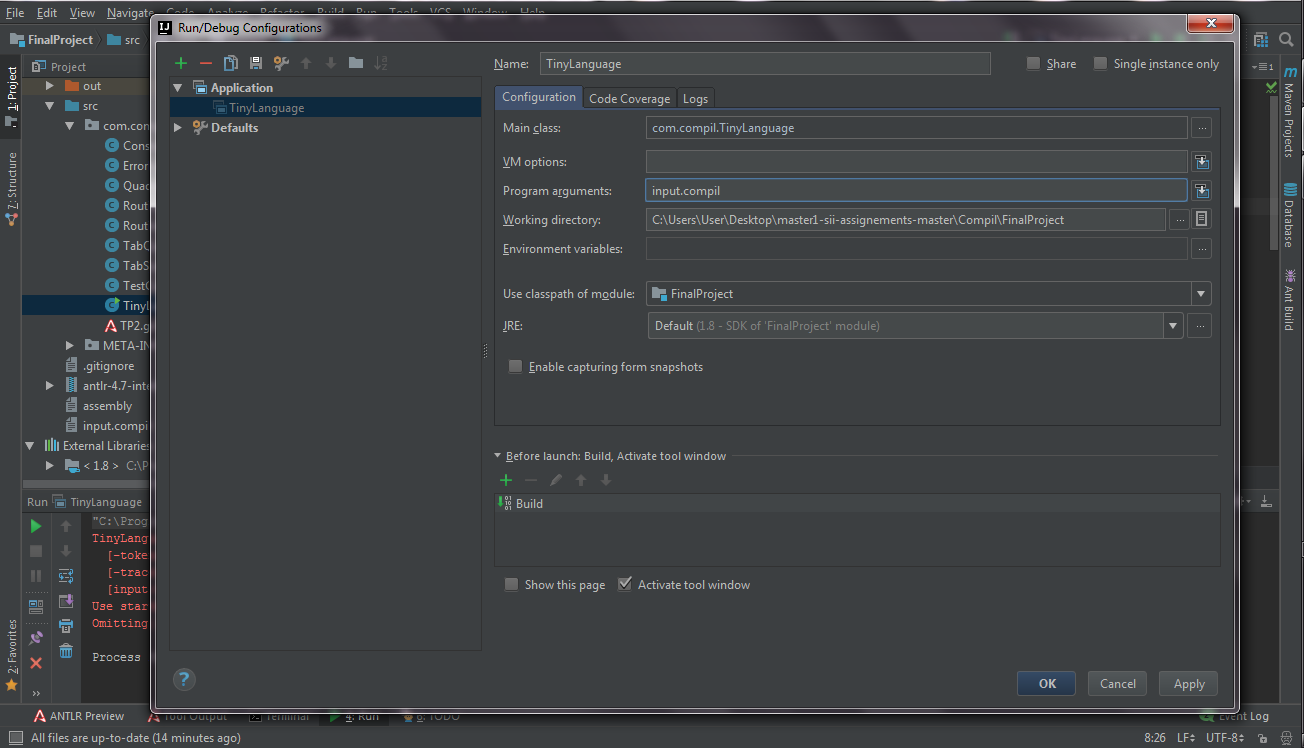 File Edit View Navigate Code Analyze Refactor Build Run Tools VCS Window Help
Run/Debug Configurations
FinalProject src
Project
out
src
com.com
Cons
Error
Quad
Rout
Rout
TabC
TabS
TestC
TinyL
TP2.g
META-IN
.gitignore
antlr-4.7-inte
assembly
input.compi
External Libraries
< 1.8 > C:\P
1: Project
7: Structure
2: Favorites
Application
TinyLanguage
Defaults
Name: TinyLanguage
Share Single instance only
Configuration Code Coverage Logs
Main class: com.compil.TinyLanguage
VM options:
Program arguments: input.compil
Working directory: C:\Users\User\Desktop\master1-sii-assignements-master\Compil\FinalProject
Environment variables:
Use classpath of module: FinalProject
JRE: Default (1.8 - SDK of 'FinalProject' module)
Enable capturing form snapshots
Before launch: Build, Activate tool window
Build
Show this page Activate tool window
OK Cancel Apply
Maven Projects
Database
Ant Build
Run TinyLanguage
"C:\Prog
TinyLang
[-toke
[-trac
[input
Use star
Omitting
Process
ANTLR Preview Tool Output Terminal 4: Run 6: TODO Event Log
All files are up-to-date (14 minutes ago) 8:26 LF UTF-8